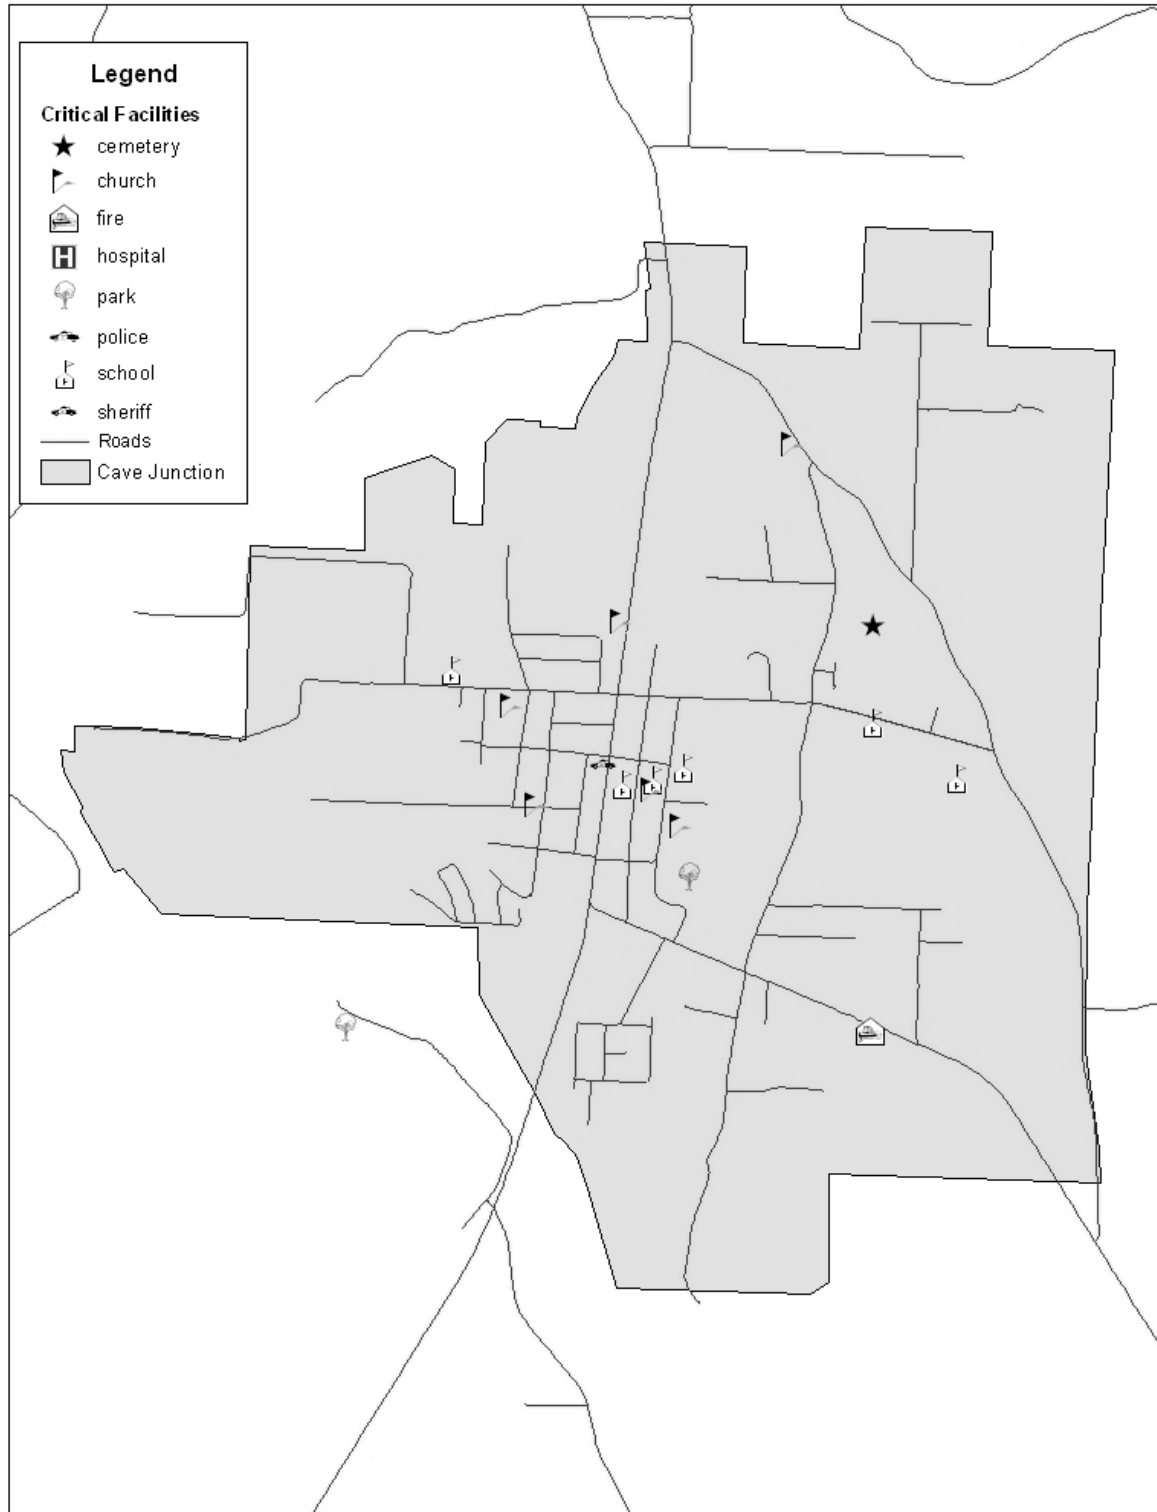 Legend
Critical Facilities
cemetery
church
fire
H hospital
park
police
school
sheriff
Roads
Cave Junction